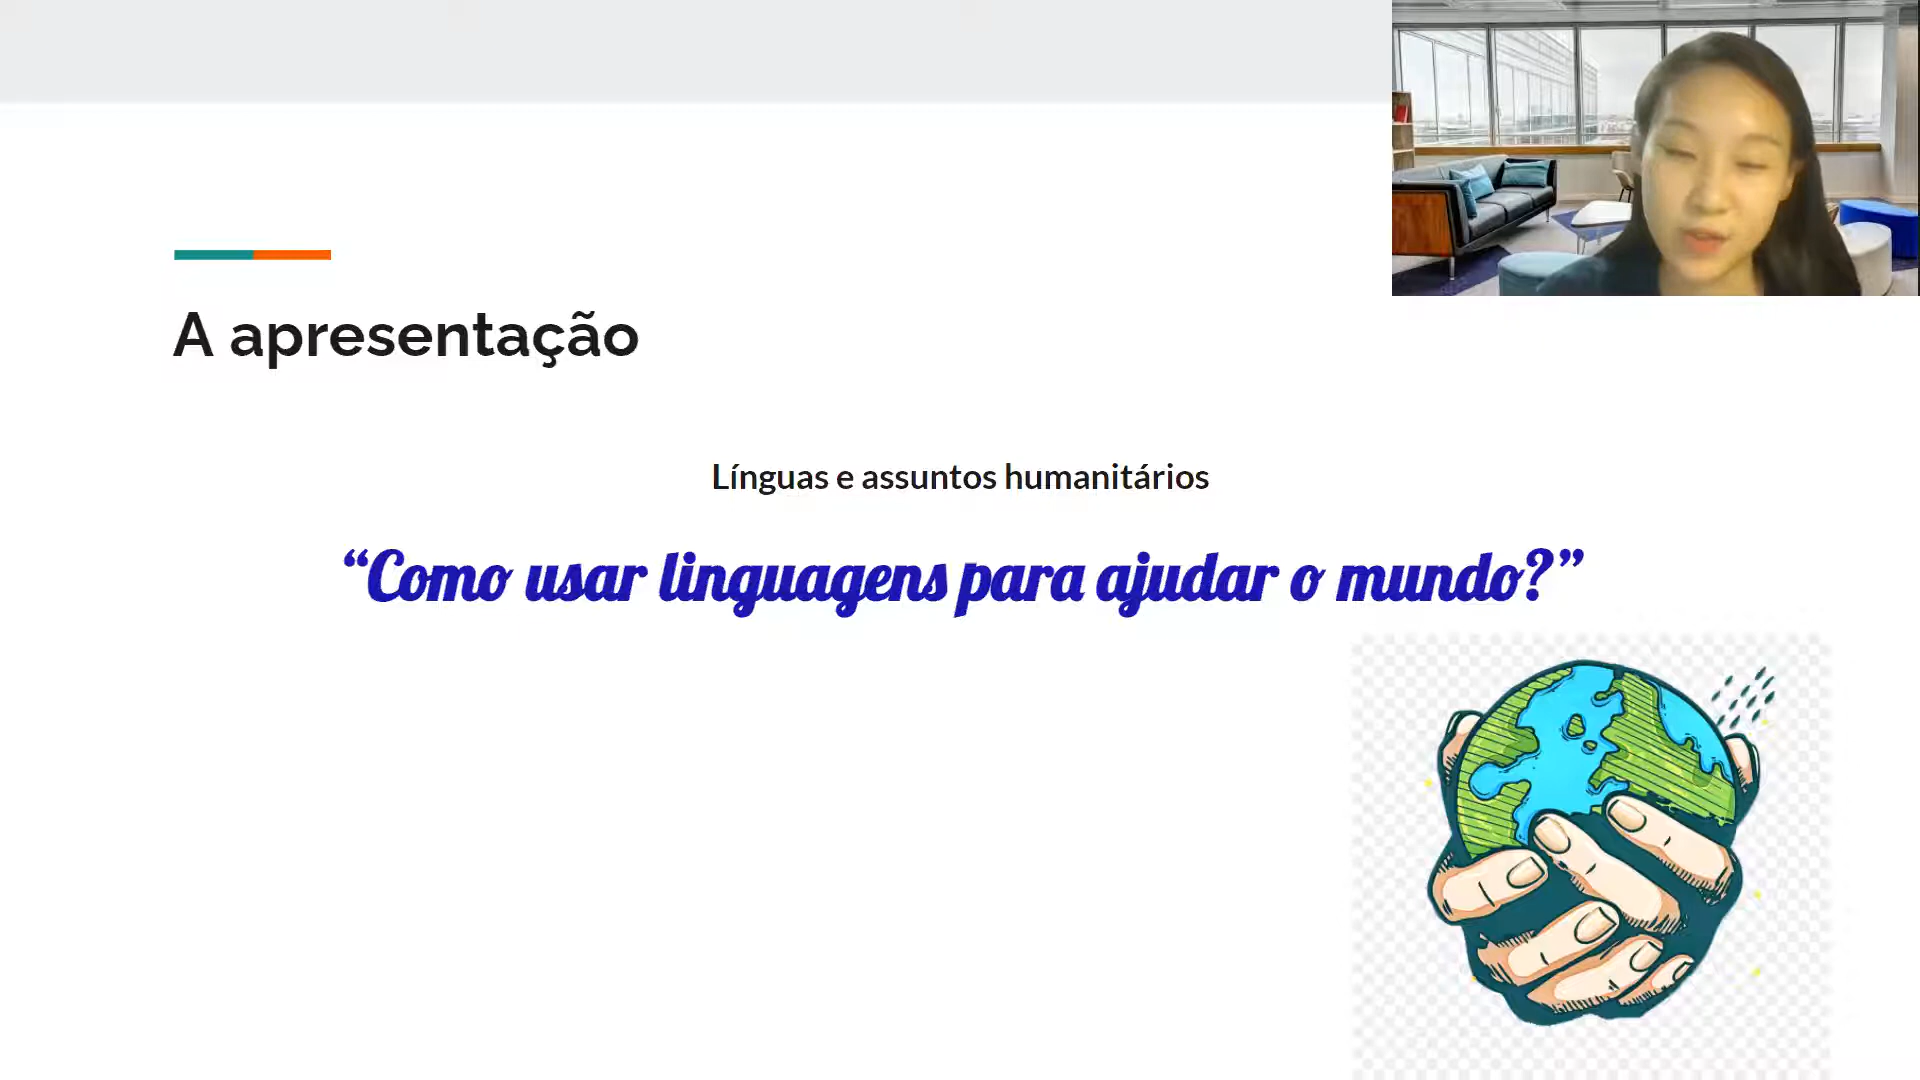 A apresentação
Línguas e assuntos humanitários
“Como usar linguagens para ajudar o mundo?”